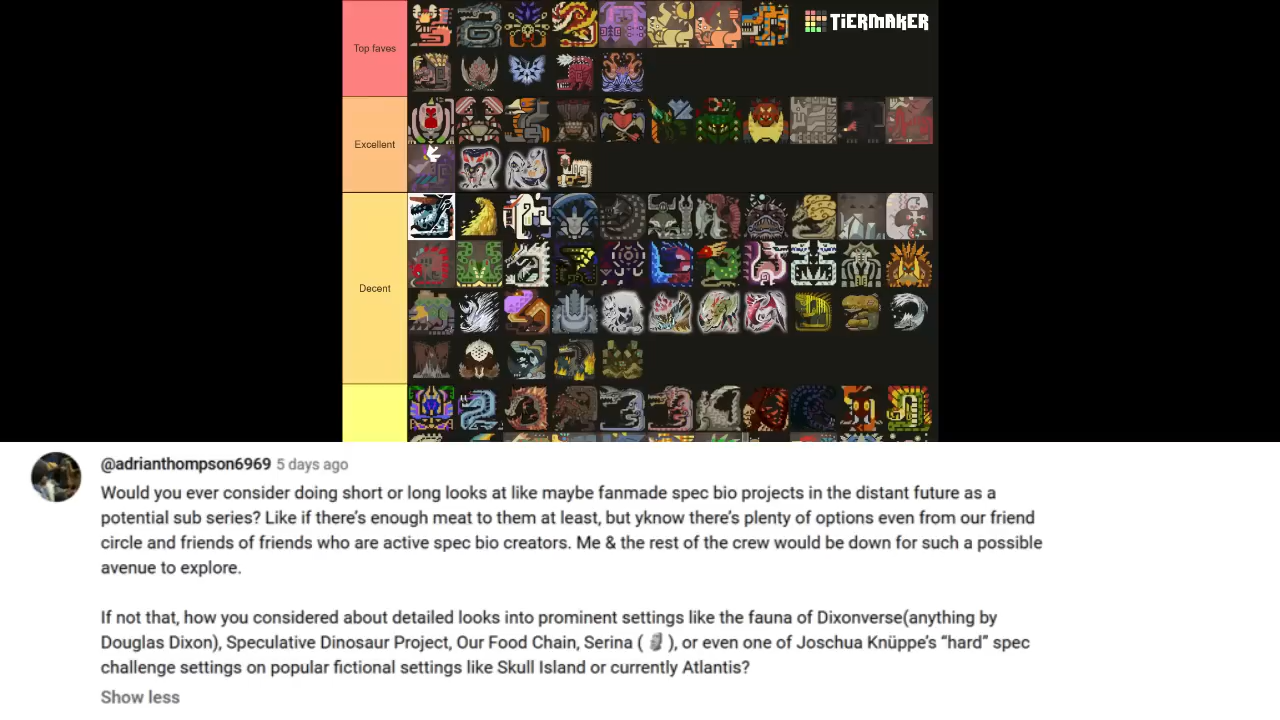 Top faves
TiERMAKER
Excellent
Decent
@adrianthompson6969 5 days ago
Would you ever consider doing short or long looks at like maybe fanmade spec bio projects in the distant future as a
potential sub series? Like if there's enough meat to them at least, but yknow there's plenty of options even from our friend
circle and friends of friends who are active spec bio creators. Me & the rest of the crew would be down for such a possible
avenue to explore.
If not that, how you considered about detailed looks into prominent settings like the fauna of Dixonverse(anything by
Douglas Dixon), Speculative Dinosaur Project, Our Food Chain, Serina ( 🗿 ), or even one of Joschua Knüppe's “hard” spec
challenge settings on popular fictional settings like Skull Island or currently Atlantis?
Show less